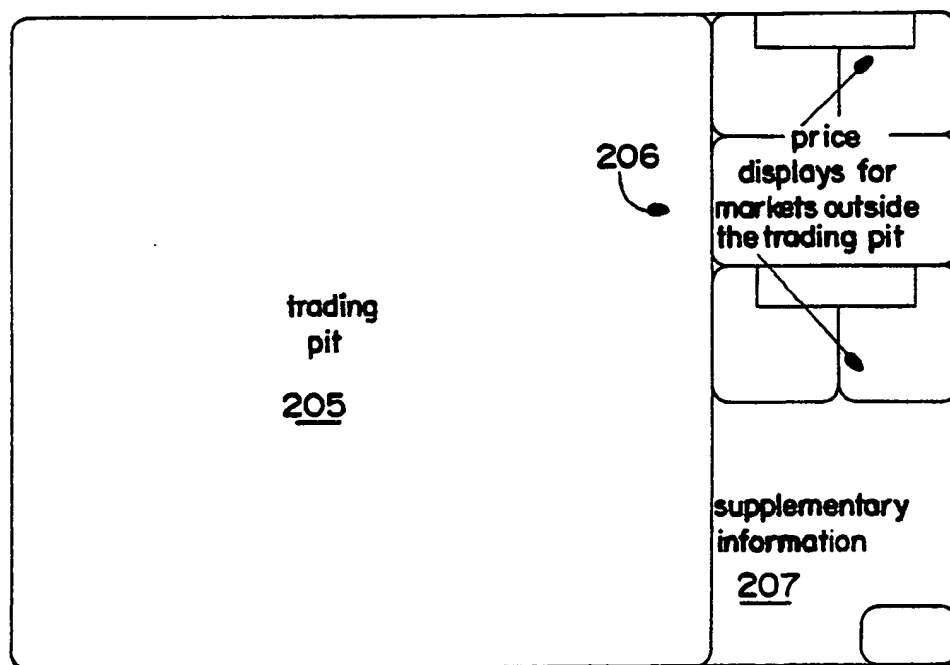 206
price
displays for
markets outside
the trading pit
trading
pit
205
supplementary
information
207